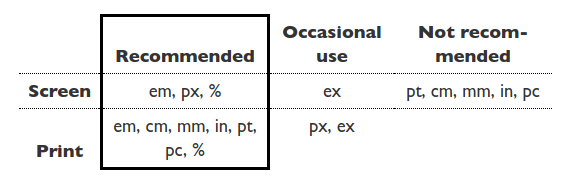 Recommended Occasional use Not recom-mended
Screen em, px, % ex pt, cm, mm, in, pc
Print em, cm, mm, in, pt, pc, % px, ex